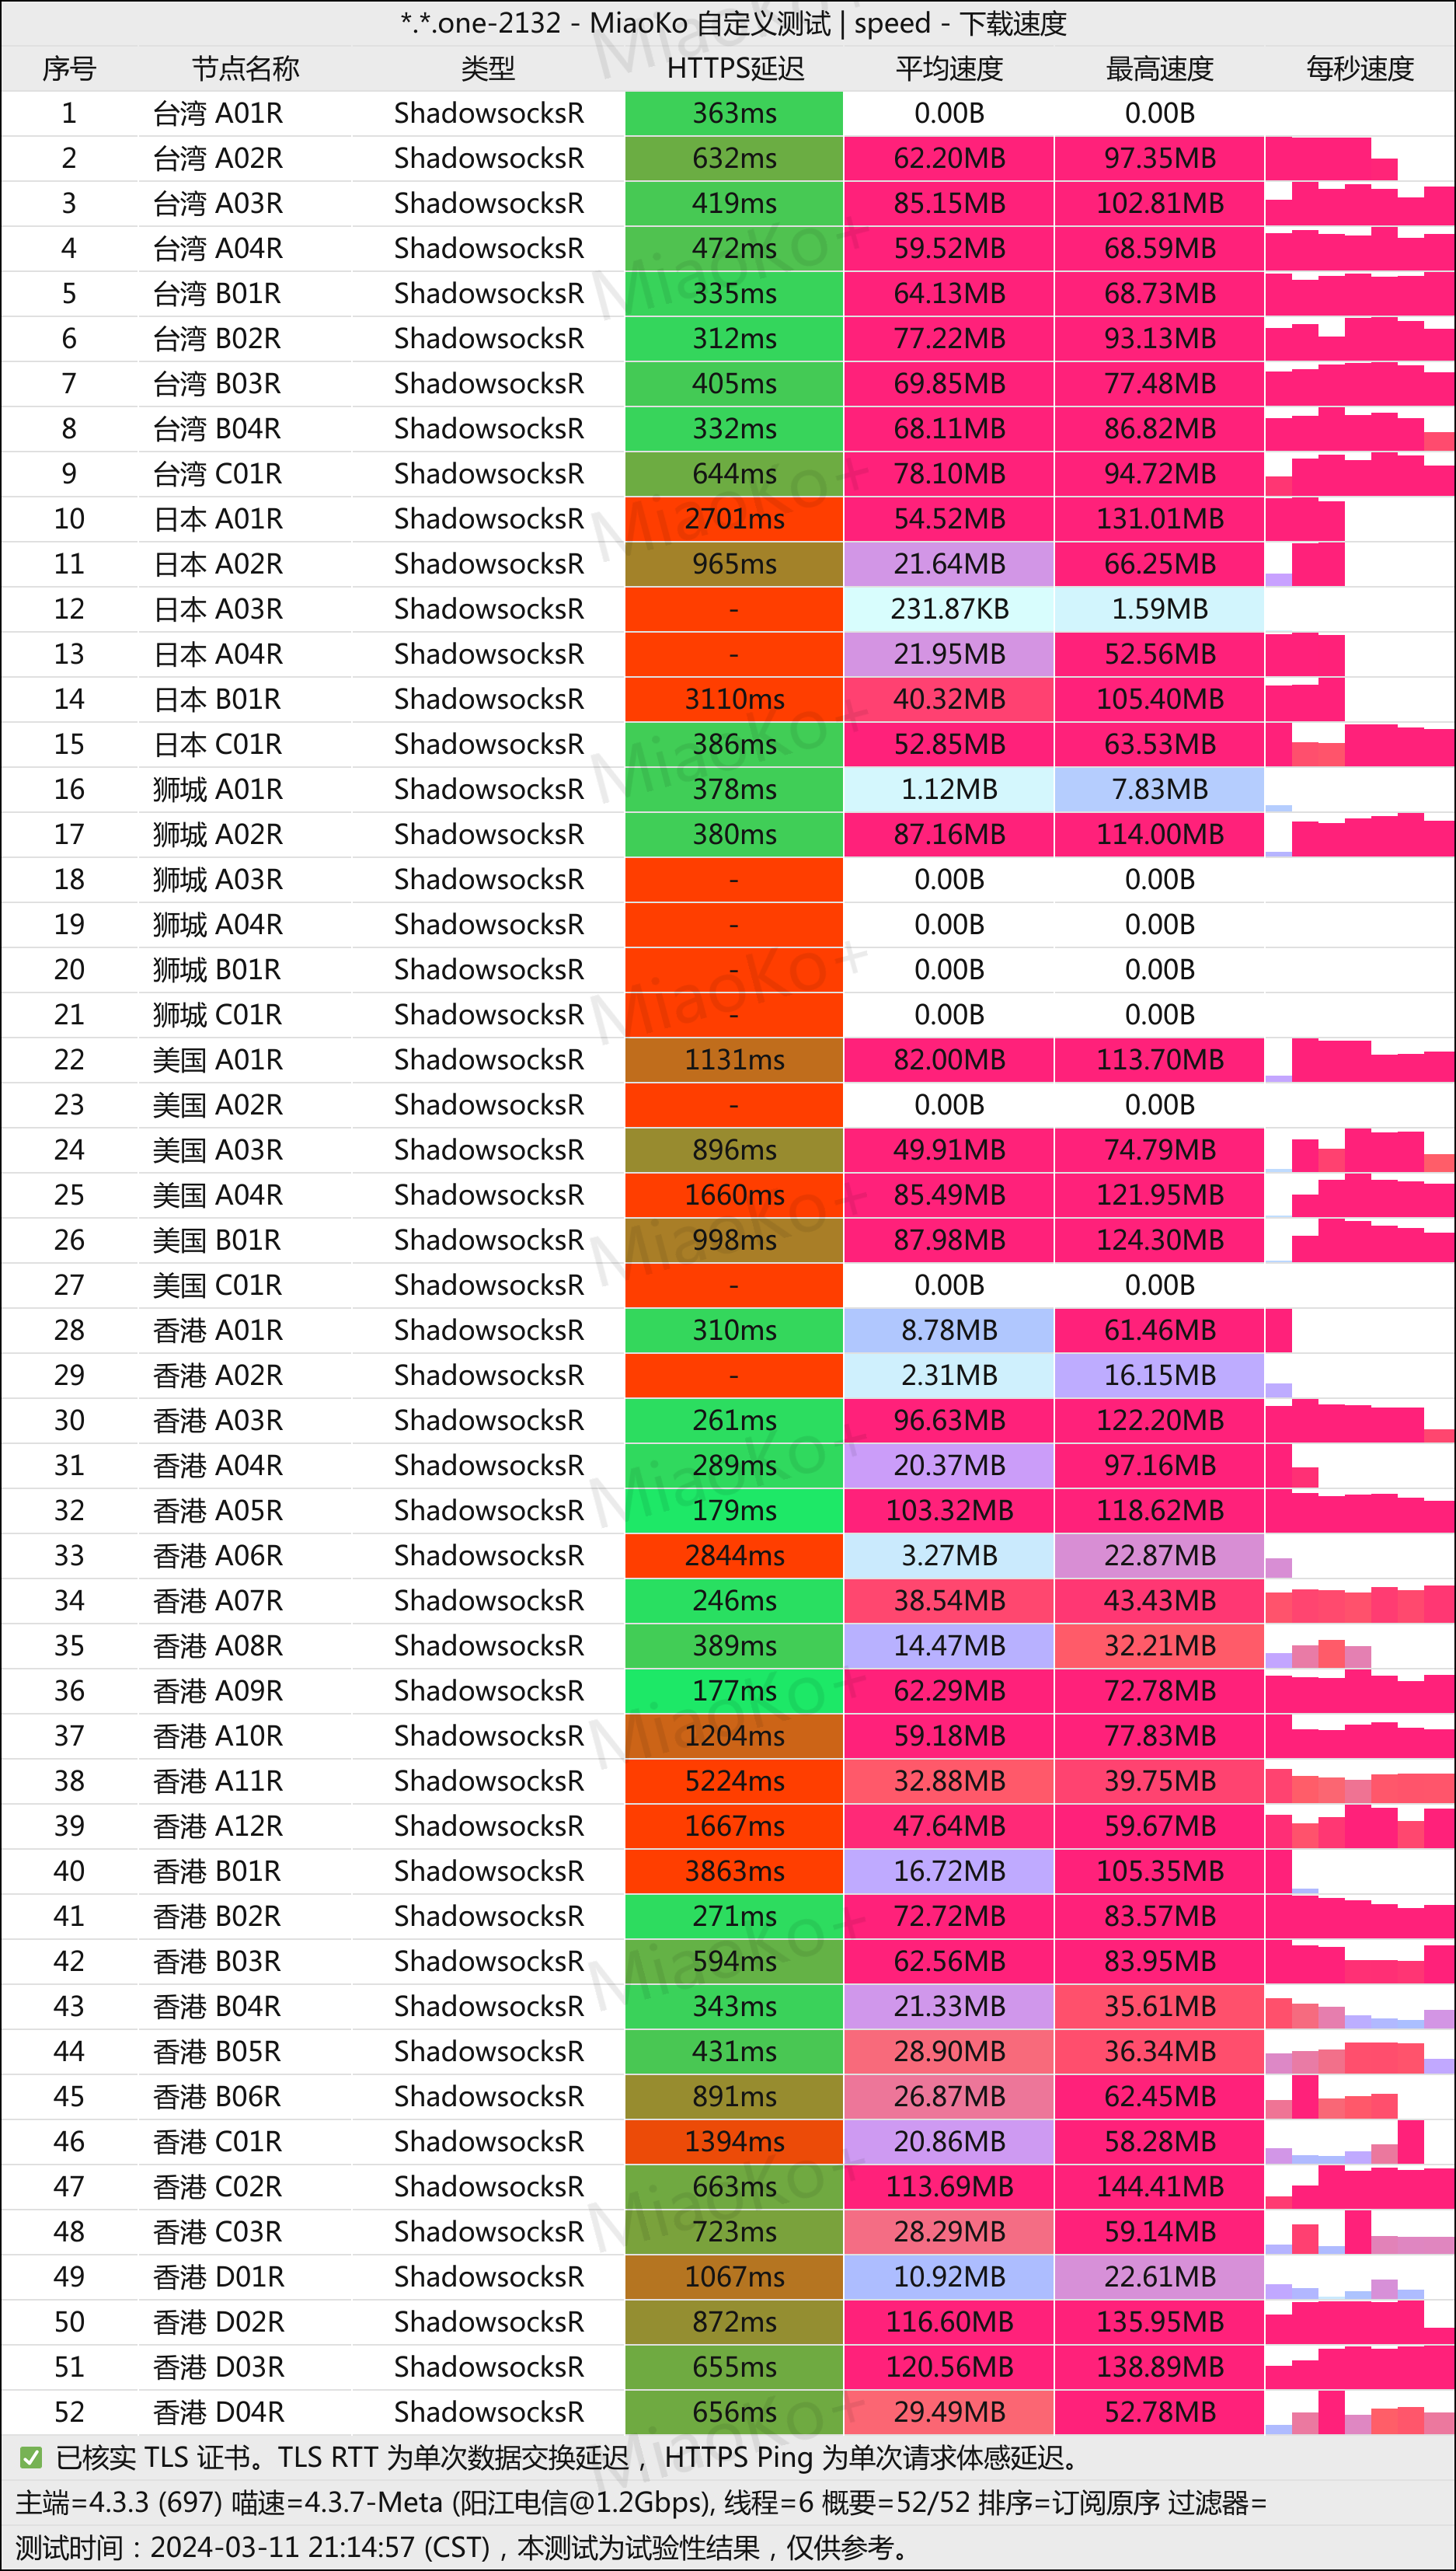 *.*.one-2132 - MiaoKo 自定义测试 | speed - 下载速度
序号 节点名称 类型 HTTPS延迟 平均速度 最高速度 每秒速度
1 台湾 A01R ShadowsocksR 363ms 0.00B 0.00B
2 台湾 A02R ShadowsocksR 632ms 62.20MB 97.35MB
3 台湾 A03R ShadowsocksR 419ms 85.15MB 102.81MB
4 台湾 A04R ShadowsocksR 472ms 59.52MB 68.59MB
5 台湾 B01R ShadowsocksR 335ms 64.13MB 68.73MB
6 台湾 B02R ShadowsocksR 312ms 77.22MB 93.13MB
7 台湾 B03R ShadowsocksR 405ms 69.85MB 77.48MB
8 台湾 B04R ShadowsocksR 332ms 68.11MB 86.82MB
9 台湾 C01R ShadowsocksR 644ms 78.10MB 94.72MB
10 日本 A01R ShadowsocksR 2701ms 54.52MB 131.01MB
11 日本 A02R ShadowsocksR 965ms 21.64MB 66.25MB
12 日本 A03R ShadowsocksR - 231.87KB 1.59MB
13 日本 A04R ShadowsocksR - 21.95MB 52.56MB
14 日本 B01R ShadowsocksR 3110ms 40.32MB 105.40MB
15 日本 C01R ShadowsocksR 386ms 52.85MB 63.53MB
16 狮城 A01R ShadowsocksR 378ms 1.12MB 7.83MB
17 狮城 A02R ShadowsocksR 380ms 87.16MB 114.00MB
18 狮城 A03R ShadowsocksR - 0.00B 0.00B
19 狮城 A04R ShadowsocksR - 0.00B 0.00B
20 狮城 B01R ShadowsocksR - 0.00B 0.00B
21 狮城 C01R ShadowsocksR - 0.00B 0.00B
22 美国 A01R ShadowsocksR 1131ms 82.00MB 113.70MB
23 美国 A02R ShadowsocksR - 0.00B 0.00B
24 美国 A03R ShadowsocksR 896ms 49.91MB 74.79MB
25 美国 A04R ShadowsocksR 1660ms 85.49MB 121.95MB
26 美国 B01R ShadowsocksR 998ms 87.98MB 124.30MB
27 美国 C01R ShadowsocksR - 0.00B 0.00B
28 香港 A01R ShadowsocksR 310ms 8.78MB 61.46MB
29 香港 A02R ShadowsocksR - 2.31MB 16.15MB
30 香港 A03R ShadowsocksR 261ms 96.63MB 122.20MB
31 香港 A04R ShadowsocksR 289ms 20.37MB 97.16MB
32 香港 A05R ShadowsocksR 179ms 103.32MB 118.62MB
33 香港 A06R ShadowsocksR 2844ms 3.27MB 22.87MB
34 香港 A07R ShadowsocksR 246ms 38.54MB 43.43MB
35 香港 A08R ShadowsocksR 389ms 14.47MB 32.21MB
36 香港 A09R ShadowsocksR 177ms 62.29MB 72.78MB
37 香港 A10R ShadowsocksR 1204ms 59.18MB 77.83MB
38 香港 A11R ShadowsocksR 5224ms 32.88MB 39.75MB
39 香港 A12R ShadowsocksR 1667ms 47.64MB 59.67MB
40 香港 B01R ShadowsocksR 3863ms 16.72MB 105.35MB
41 香港 B02R ShadowsocksR 271ms 72.72MB 83.57MB
42 香港 B03R ShadowsocksR 594ms 62.56MB 83.95MB
43 香港 B04R ShadowsocksR 343ms 21.33MB 35.61MB
44 香港 B05R ShadowsocksR 431ms 28.90MB 36.34MB
45 香港 B06R ShadowsocksR 891ms 26.87MB 62.45MB
46 香港 C01R ShadowsocksR 1394ms 20.86MB 58.28MB
47 香港 C02R ShadowsocksR 663ms 113.69MB 144.41MB
48 香港 C03R ShadowsocksR 723ms 28.29MB 59.14MB
49 香港 D01R ShadowsocksR 1067ms 10.92MB 22.61MB
50 香港 D02R ShadowsocksR 872ms 116.60MB 135.95MB
51 香港 D03R ShadowsocksR 655ms 120.56MB 138.89MB
52 香港 D04R ShadowsocksR 656ms 29.49MB 52.78MB
✅ 已核实 TLS 证书。TLS RTT 为单次数据交换延迟， HTTPS Ping 为单次请求体感延迟。
主端=4.3.3 (697) 喵速=4.3.7-Meta (阳江电信@1.2Gbps), 线程=6 概要=52/52 排序=订阅原序 过滤器=
测试时间：2024-03-11 21:14:57 (CST)，本测试为试验性结果，仅供参考。